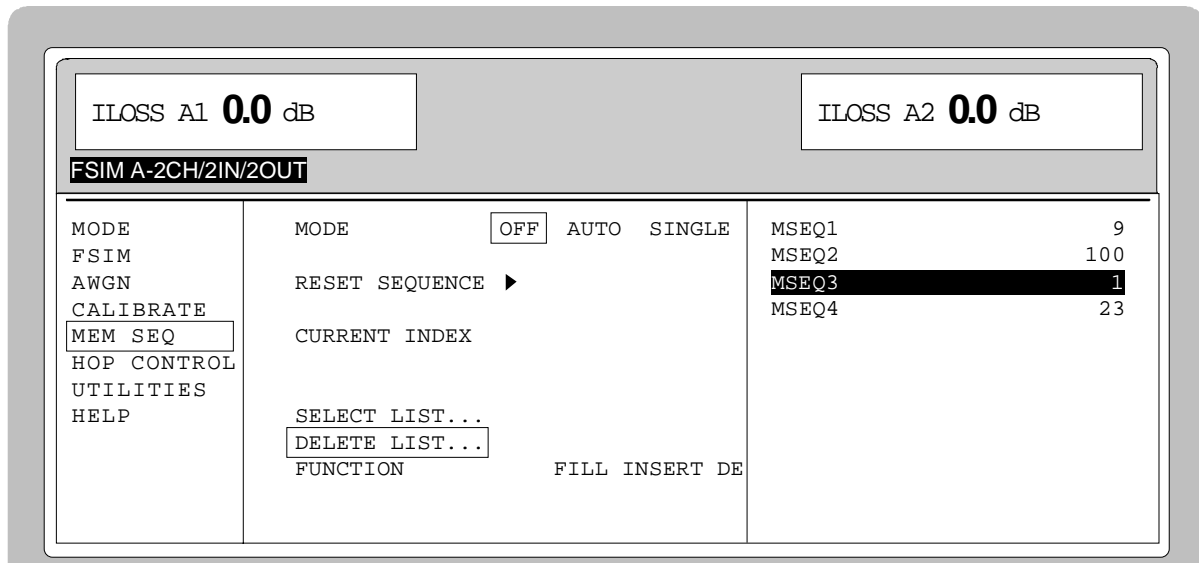 ILOSS A1 0.0 dB
ILOSS A2 0.0 dB
FSIM A-2CH/2IN/2OUT
MODE
FSIM
AWGN
CALIBRATE
MEM SEQ
HOP CONTROL
UTILITIES
HELP
MODE OFF AUTO SINGLE
RESET SEQUENCE
CURRENT INDEX
SELECT LIST...
DELETE LIST...
FUNCTION FILL INSERT DE
MSEQ1 9
MSEQ2 100
MSEQ3 1
MSEQ4 23